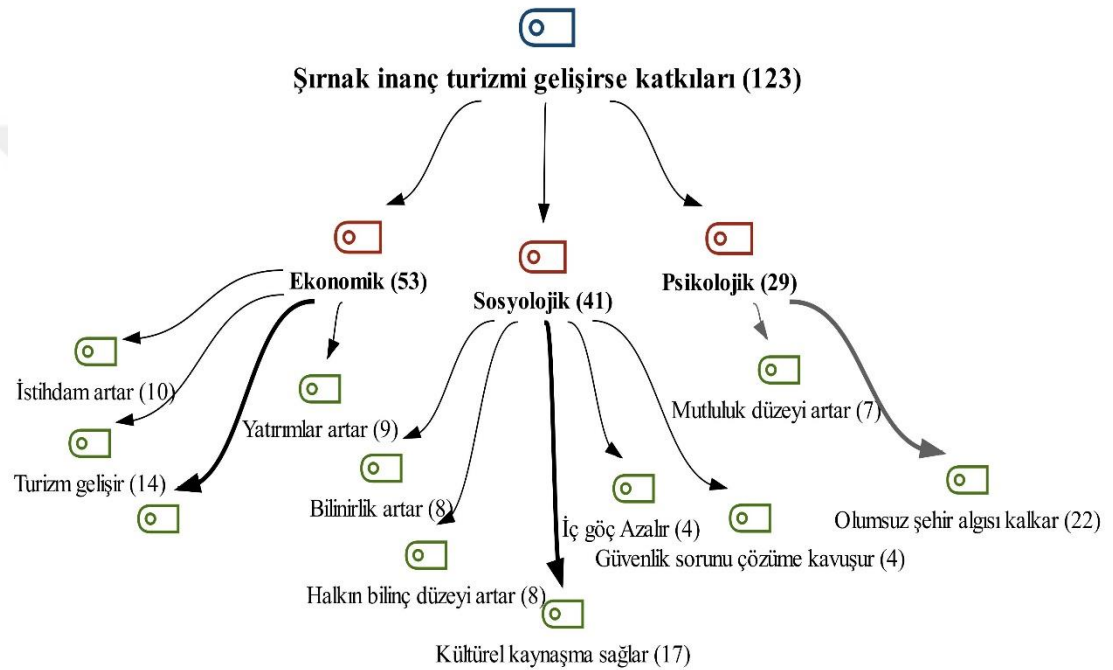 Şırnak inanç turizmi gelişirse katkıları (123)
Ekonomik (53)
Sosyolojik (41)
Psikolojik (29)
İstihdam artar (10)
Yatırımlar artar (9)
Mutluluk düzeyi artar (7)
Turizm gelişir (14)
Bilinirlik artar (8)
İç göç Azalır (4)
Olumsuz şehir algısı kalkar (22)
Güvenlik sorunu çözüme kavuşur (4)
Halkın bilinç düzeyi artar (8)
Kültürel kaynaşma sağlar (17)